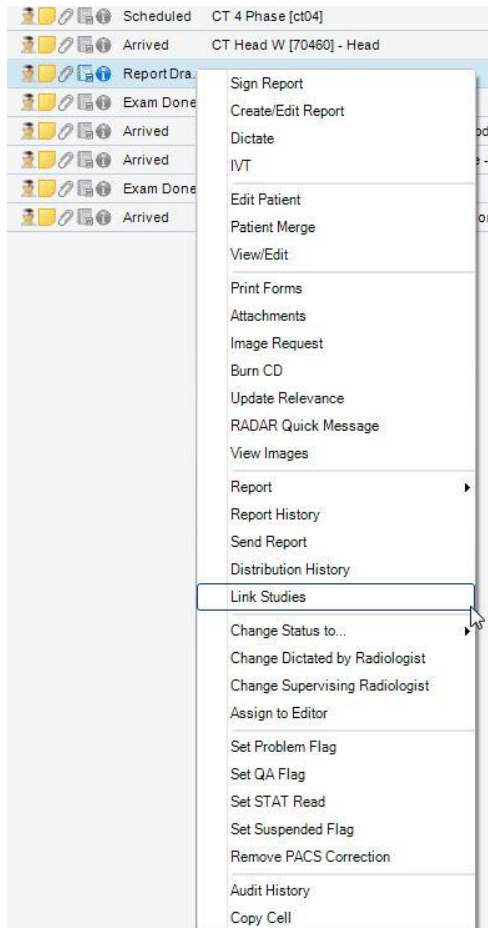 Scheduled CT 4 Phase [ct04]
Arrived CT Head W [70460] - Head
Report Dra
Exam Done
Arrived
Arrived
Exam Done
Arrived
Sign Report
Create/Edit Report
Dictate
IVT
Edit Patient
Patient Merge
View/Edit
Print Forms
Attachments
Image Request
Burn CD
Update Relevance
RADAR Quick Message
View Images
Report
Report History
Send Report
Distribution History
Link Studies
Change Status to...
Change Dictated by Radiologist
Change Supervising Radiologist
Assign to Editor
Set Problem Flag
Set QA Flag
Set STAT Read
Set Suspended Flag
Remove PACS Correction
Audit History
Copy Cell